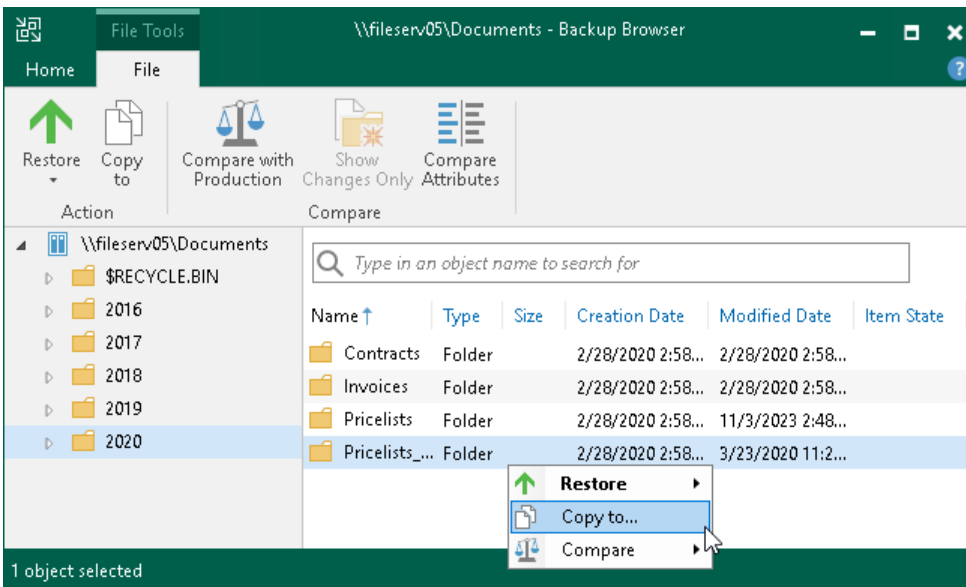 File Tools
\\fileserv05\Documents - Backup Browser
Home
File
?
Restore
Copy to
Compare with Production
Show Changes Only
Compare Attributes
Action
Compare
\\fileserv05\Documents
$RECYCLE.BIN
2016
2017
2018
2019
2020
Type in an object name to search for
Name Type Size Creation Date Modified Date Item State
Contracts Folder 2/28/2020 2:58... 2/28/2020 2:58...
Invoices Folder 2/28/2020 2:58... 2/28/2020 2:58...
Pricelists Folder 2/28/2020 2:58... 11/3/2023 2:48...
Pricelists_... Folder 2/28/2020 2:58... 3/23/2020 11:2...
Restore
Copy to...
Compare
1 object selected